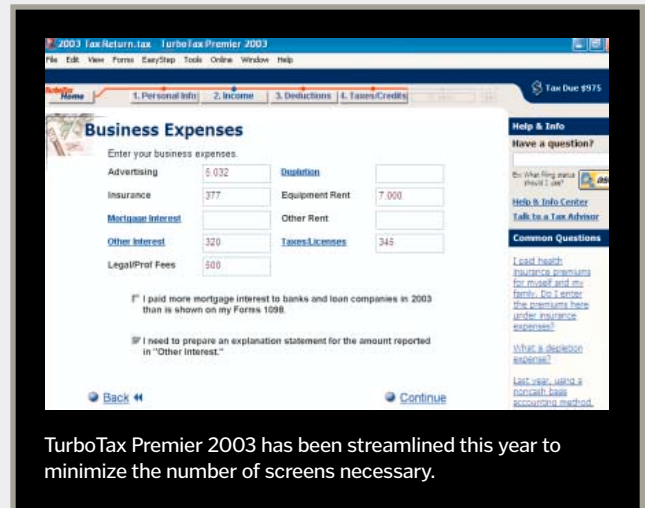 2003 Tax Return.tax - TurboTax Premier 2003
File Edit View Forms EasyStep Tools Online Window Help
TurboTax
Home 1. Personal Info 2. Income 3. Deductions 4. Taxes/Credits
Tax Due $975
Business Expenses
Enter your business expenses.
Advertising 5.032 Depletion
Insurance 377 Equipment Rent 7.000
Mortgage Interest Other Rent
Other Interest 320 Taxes/Licenses 345
Legal/Prof Fees 500
I paid more mortgage interest to banks and loan companies in 2003
than is shown on my Forms 1098.
I need to prepare an explanation statement for the amount reported
in "Other Interest."
Back Continue
Help & Info
Have a question?
Ex: What filing status
should I use?
Help & Info Center
Talk to a Tax Advisor
Common Questions
I paid health
insurance premiums
for myself and my
family. Do I enter
the premiums here
under insurance
expenses?
What is depletion
expense?
Last year, using a
noncash basis
accounting method,
TurboTax Premier 2003 has been streamlined this year to
minimize the number of screens necessary.